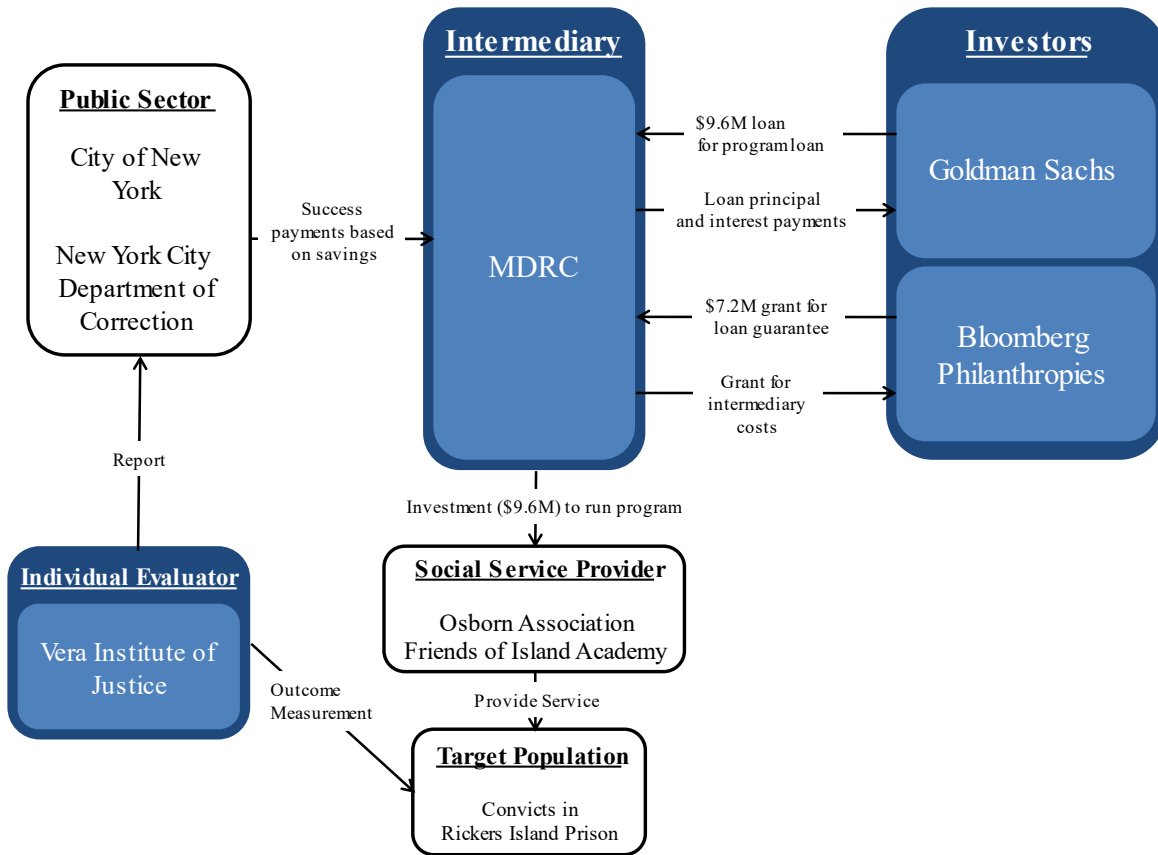 Public Sector
City of New
York
New York City
Department of
Correction
Success
payments based
on savings
Intermediary
MDRC
Investors
Goldman Sachs
Bloomberg
Philanthropies
$9.6M loan
for program loan
Loan principal
and interest payments
$7.2M grant for
loan guarantee
Grant for
intermediary
costs
Report
Individual Evaluator
Vera Institute of
Justice
Outcome
Measurement
Investment ($9.6M) to run program
Social Service Provider
Osborn Association
Friends of Island Academy
Provide Service
Target Population
Convicts in
Rickers Island Prison